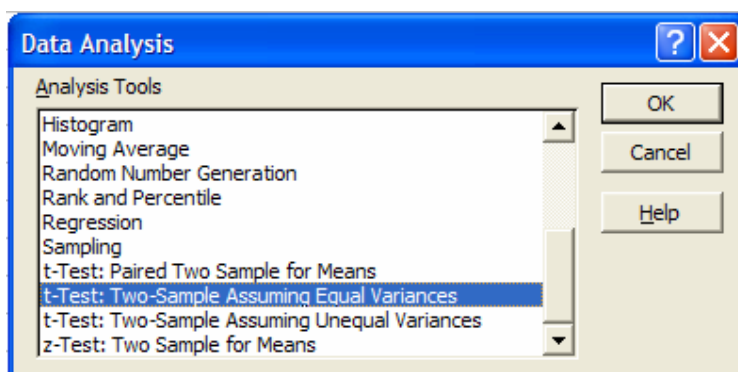 Data Analysis
Analysis Tools
Histogram
Moving Average
Random Number Generation
Rank and Percentile
Regression
Sampling
t-Test: Paired Two Sample for Means
t-Test: Two-Sample Assuming Equal Variances
t-Test: Two-Sample Assuming Unequal Variances
z-Test: Two Sample for Means
OK
Cancel
Help